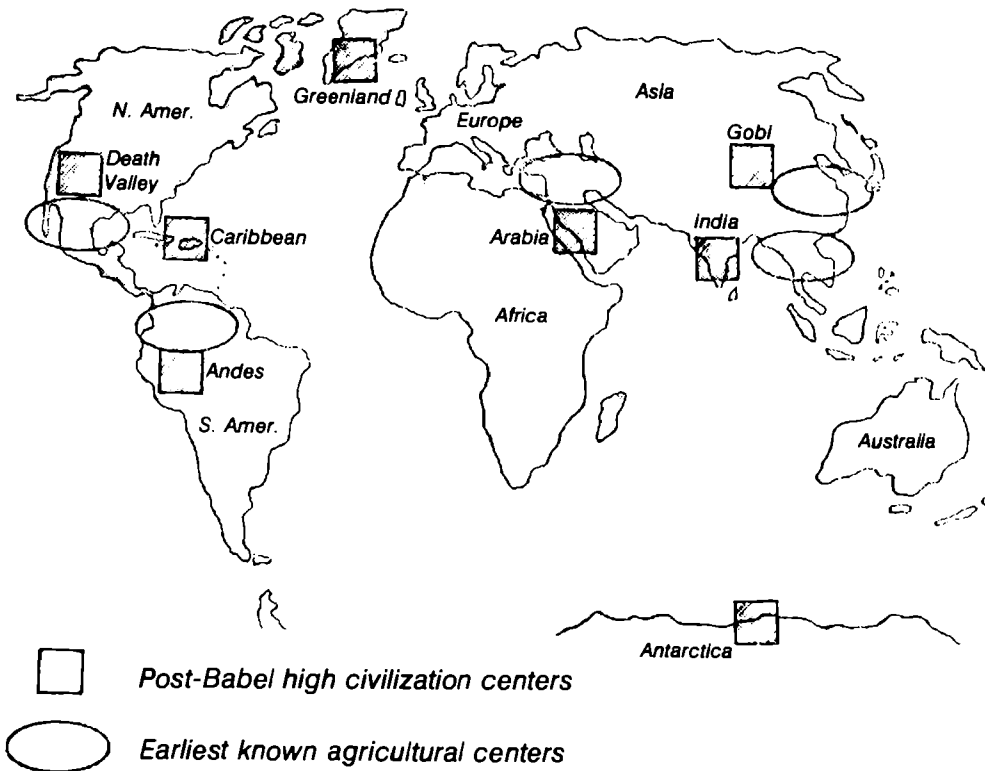 Greenland
Asia
N. Amer.
Europe
Gobi
Death
Valley
India
Caribbean
Arabia
Africa
Andes
S. Amer.
Australia
Antarctica
Post-Babel high civilization centers
Earliest known agricultural centers